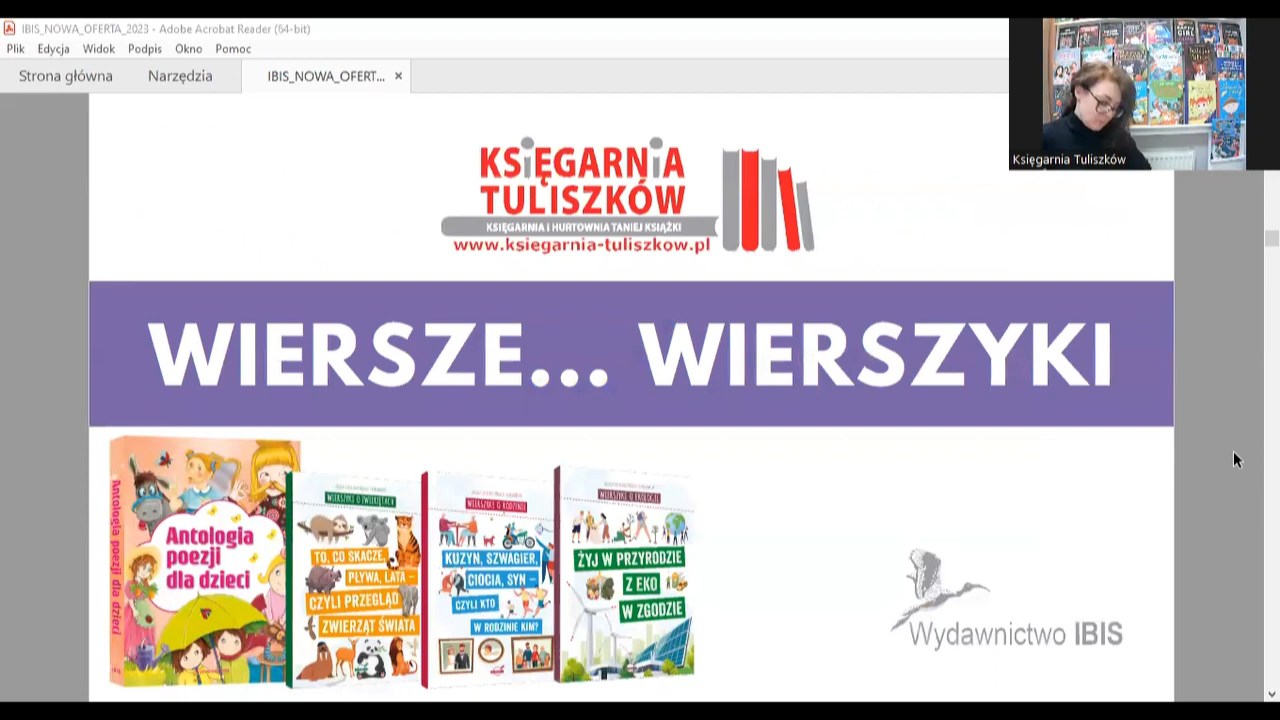 IBIS_NOWA_OFERTA_2023 - Adobe Acrobat Reader (64-bit)
Plik Edycja Widok Podpis Okno Pomoc
Strona główna Narzędzia IBIS_NOWA_OFERT... ×
Księgarnia Tuliszków
KSIĘGARNIA
TULISZKÓW
KSIĘGARNIA i HURTOWNIA TANIEJ KSIĄŻKI
www.księgarnia-tuliszkow.pl
WIERSZE... WIERSZYKI
Antologia poezji dla dzieci
Antologia
poezji
dla dzieci
WIERSZYKI O ZWIERZĘTACH
TO, CO SKACZE,
PŁYWA, LATA –
CZYLI PRZEGLĄD
ZWIERZĄT ŚWIATA
WIERSZYKI O RODZINIE
KUZYN, SZWAGIER,
CIOCIA, SYN –
CZYLI KTO
W RODZINIE KIM?
WIERSZYKI O EKOLOGII
ŻYJ W PRZYRODZIE
Z EKO
W ZGODZIE
Wydawnictwo IBIS